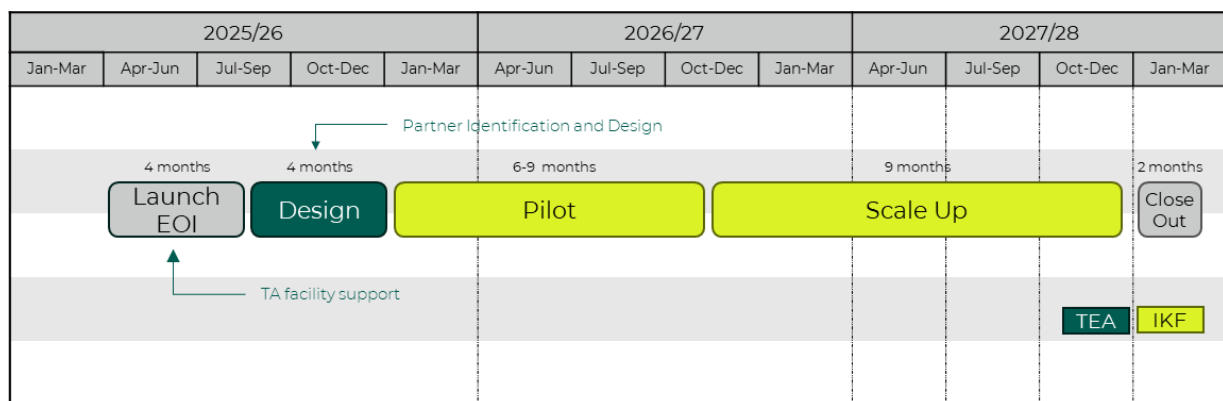 2025/26 2026/27 2027/28
Jan-Mar Apr-Jun Jul-Sep Oct-Dec Jan-Mar Apr-Jun Jul-Sep Oct-Dec Jan-Mar Apr-Jun Jul-Sep Oct-Dec Jan-Mar
Partner Identification and Design
4 months 4 months 6-9 months 9 months 2 months
Launch
EOI
Design
Pilot
Scale Up
Close
Out
TA facility support
TEA IKF